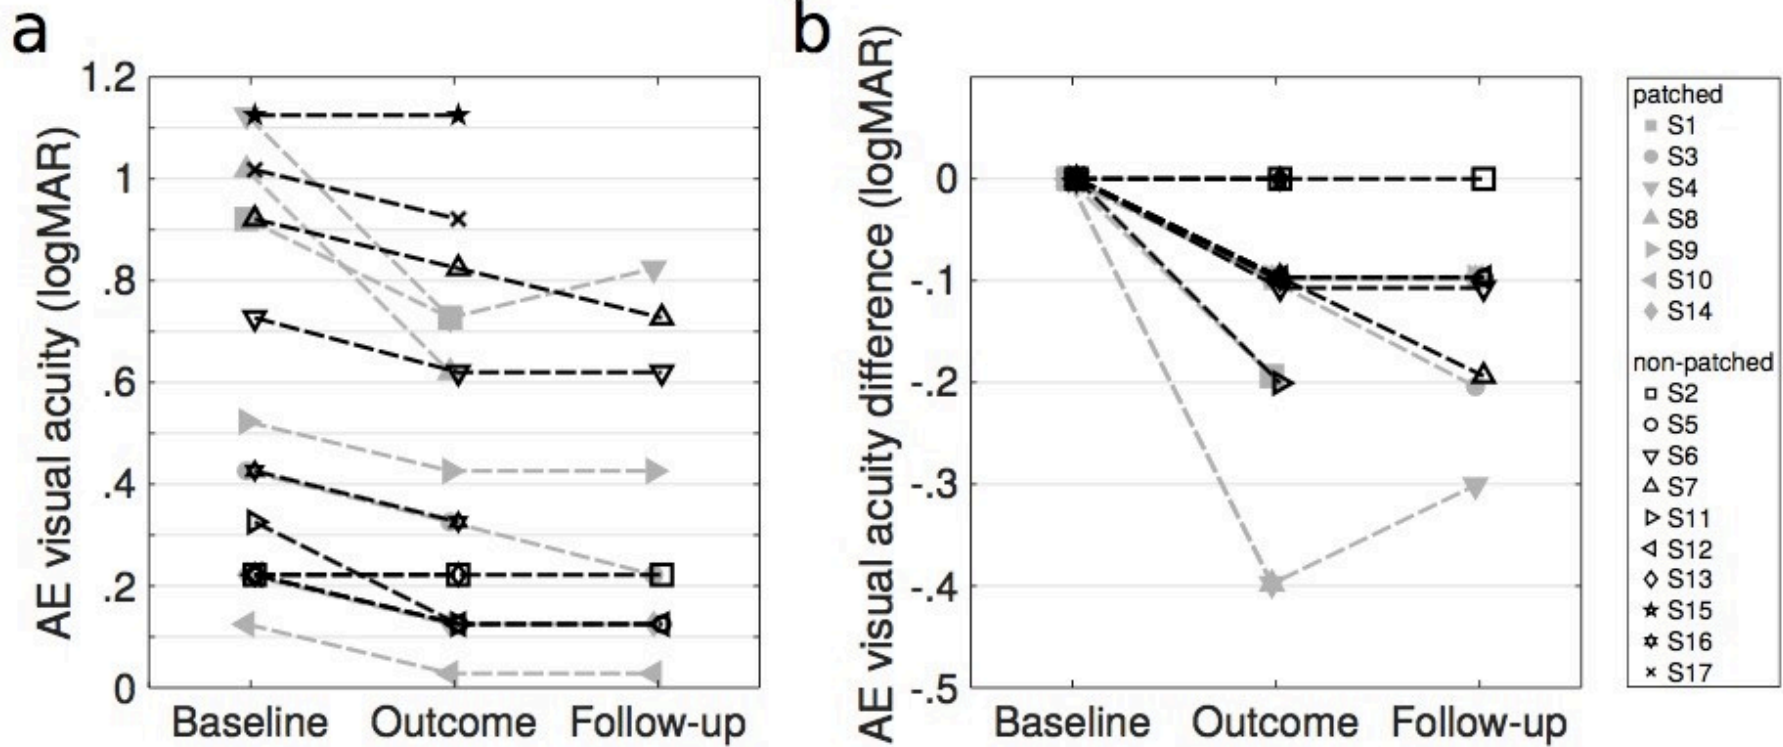 a
AE visual acuity (logMAR)
1.2
1
.8
.6
.4
.2
0
Baseline Outcome Follow-up
b
AE visual acuity difference (logMAR)
0
-.1
-.2
-.3
-.4
-.5
Baseline Outcome Follow-up
patched
S1
S3
S4
S8
S9
S10
S14
non-patched
S2
S5
S6
S7
S11
S12
S13
S15
S16
S17